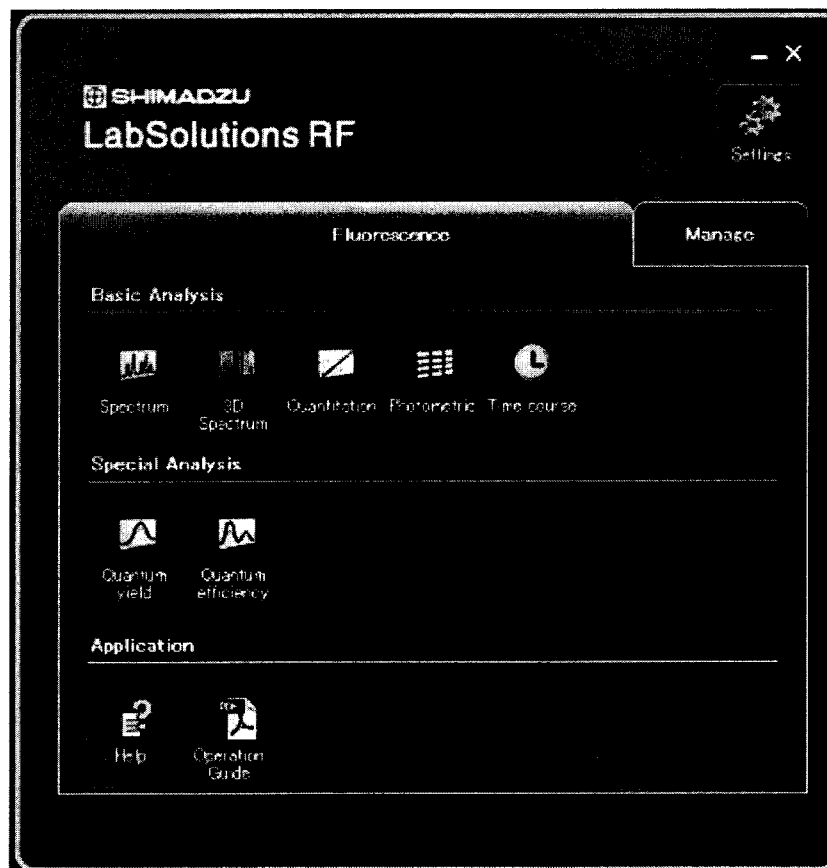 SHIMADZU
LabSolutions RF
Settings
Fluorescence
Manage
Basic Analysis
Spectrum
3D
Spectrum
Quantitation
Photometric
Time course
Special Analysis
Quantum
yield
Quantum
efficiency
Application
Help
PDF
Operation
Guide